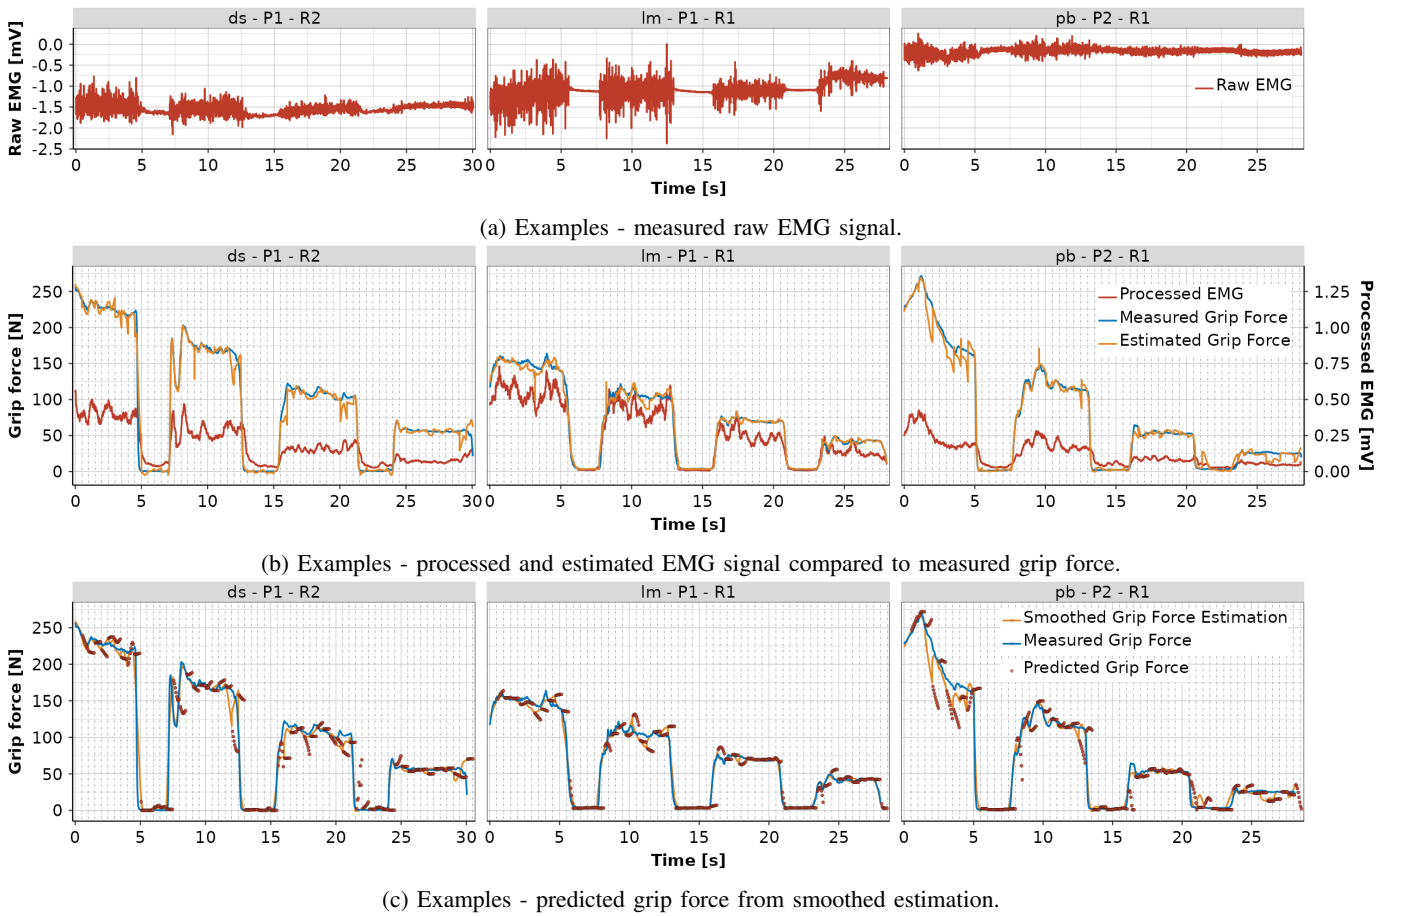 ds - P1 - R2 lm - P1 - R1 pb - P2 - R1
Raw EMG [mV]
0.0
-0.5
-1.0
-1.5
-2.0
-2.5
Raw EMG
0 5 10 15 20 25 30 0 5 10 15 20 25 0 5 10 15 20 25
Time [s]
(a) Examples - measured raw EMG signal.
ds - P1 - R2 lm - P1 - R1 pb - P2 - R1
Grip force [N]
250
200
150
100
50
0
Processed EMG
Measured Grip Force
Estimated Grip Force
1.25
1.00
0.75
0.50
0.25
0.00
Processed EMG [mV]
0 5 10 15 20 25 30 0 5 10 15 20 25 0 5 10 15 20 25
Time [s]
(b) Examples - processed and estimated EMG signal compared to measured grip force.
ds - P1 - R2 lm - P1 - R1 pb - P2 - R1
Grip force [N]
250
200
150
100
50
0
Smoothed Grip Force Estimation
Measured Grip Force
Predicted Grip Force
0 5 10 15 20 25 30 0 5 10 15 20 25 0 5 10 15 20 25
Time [s]
(c) Examples - predicted grip force from smoothed estimation.